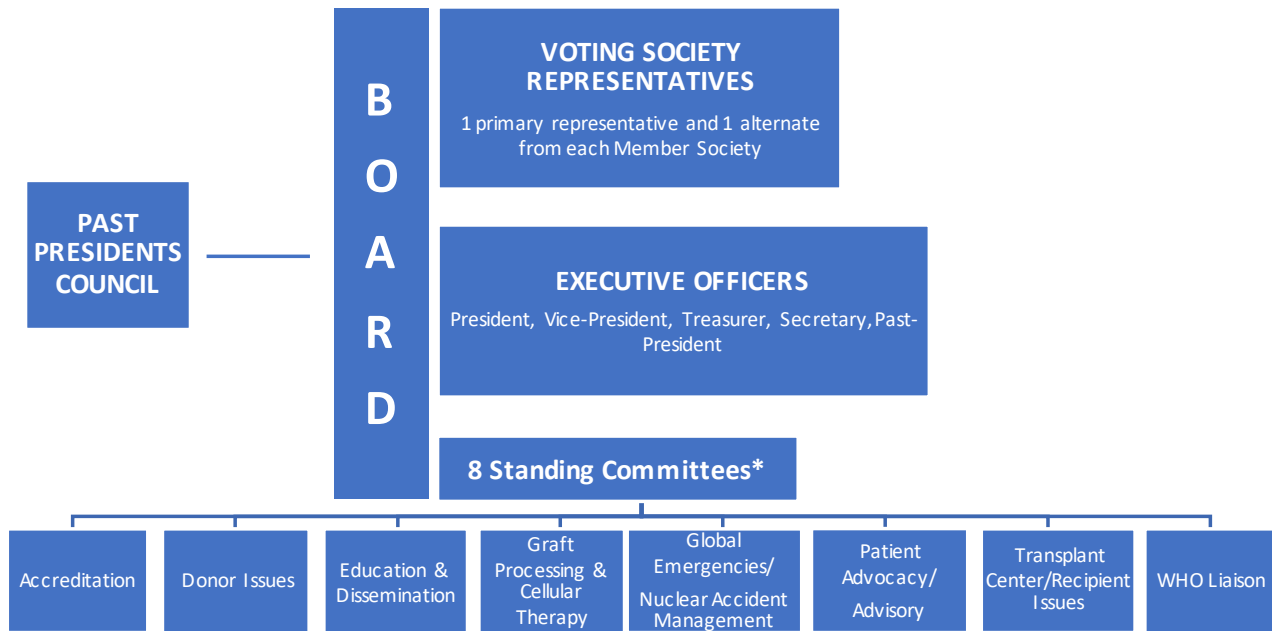 VOTING SOCIETY
REPRESENTATIVES
1 primary representative and 1 alternate
from each Member Society
B
O
A
R
D
PAST
PRESIDENTS
COUNCIL
EXECUTIVE OFFICERS
President, Vice-President, Treasurer, Secretary, Past-
President
8 Standing Committees*
Accreditation
Donor Issues
Education &
Dissemination
Graft
Processing &
Cellular
Therapy
Global
Emergencies/
Nuclear Accident
Management
Patient
Advocacy/
Advisory
Transplant
Center/Recipient
Issues
WHO Liaison